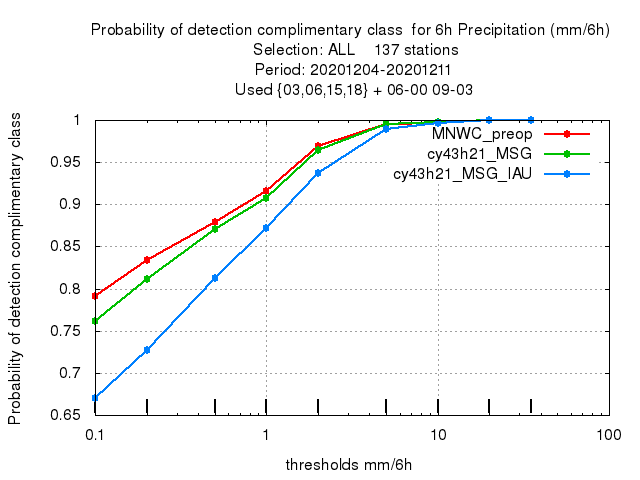 Probability of detection complimentary class  for 6h Precipitation (mm/6h)
Selection: ALL    137 stations
Period: 20201204-20201211
Used {03,06,15,18} + 06-00 09-03
Probability of detection complimentary class
1
0.95
0.9
0.85
0.8
0.75
0.7
0.65
MNWC_preop
cy43h21_MSG
cy43h21_MSG_IAU
0.1
1
10
100
thresholds mm/6h